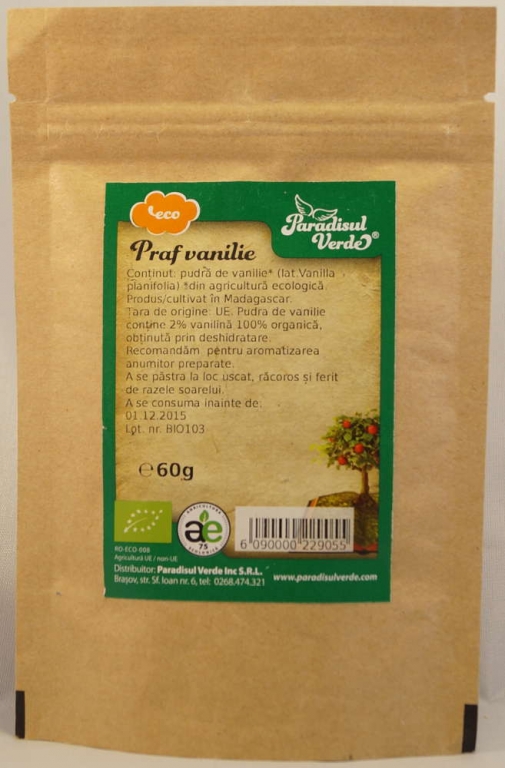 eco
Paradisul
Verde®
Praf vanilie
Conținut: pudră de vanilie* (lat.Vanilla
planifolia) *din agricultură ecologică
Produs/cultivat în Madagascar.
Țara de origine: UE. Pudra de vanilie
conține 2% vanilină 100% organică,
obținută prin deshidratare.
Recomandăm pentru aromatizarea
anumitor preparate.
A se păstra la loc uscat, răcoros și ferit
de razele soarelui.
A se consuma inainte de:
01.12.2015
Lot. nr. BIO103
℮60g
AGRICULTURA
ae
75
ECOLOGICA
RO-ECO-008
Agricultură UE / non-UE
6 090000 229055
Distribuitor: Paradisul Verde Inc S.R.L.
Brașov, str. Sf. Ioan nr. 6, tel: 0268.474.321
www.paradisulverde.com